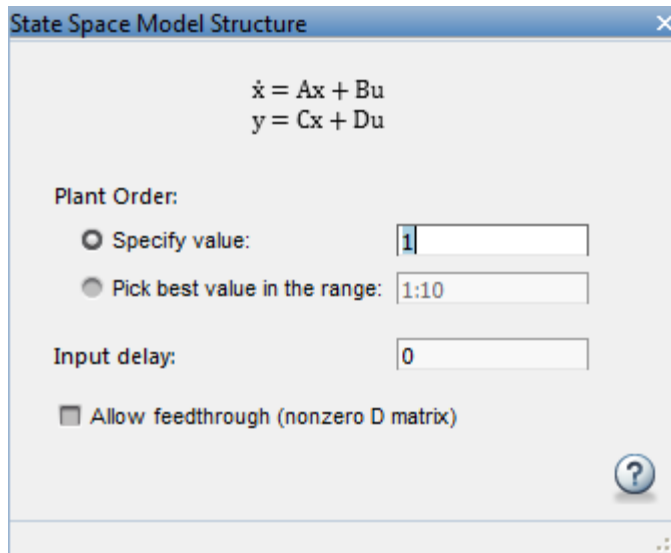 State Space Model Structure
ẋ = Ax + Bu
y = Cx + Du
Plant Order:
Specify value: 1
Pick best value in the range: 1:10
Input delay: 0
Allow feedthrough (nonzero D matrix)
?